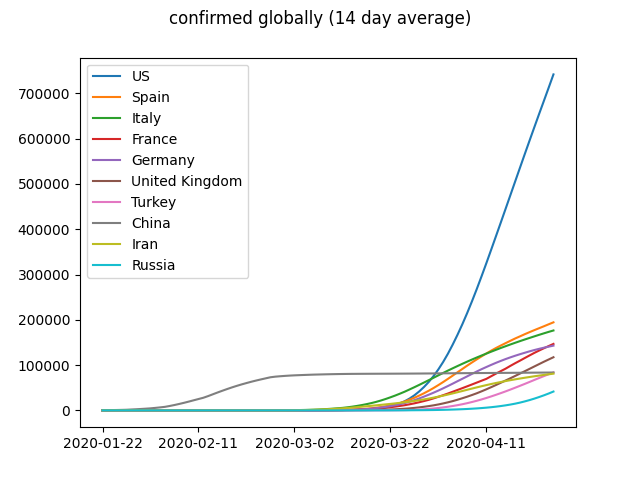 confirmed globally (14 day average)
US
Spain
Italy
France
Germany
United Kingdom
Turkey
China
Iran
Russia
700000
600000
500000
400000
300000
200000
100000
0
2020-01-22 2020-02-11 2020-03-02 2020-03-22 2020-04-11